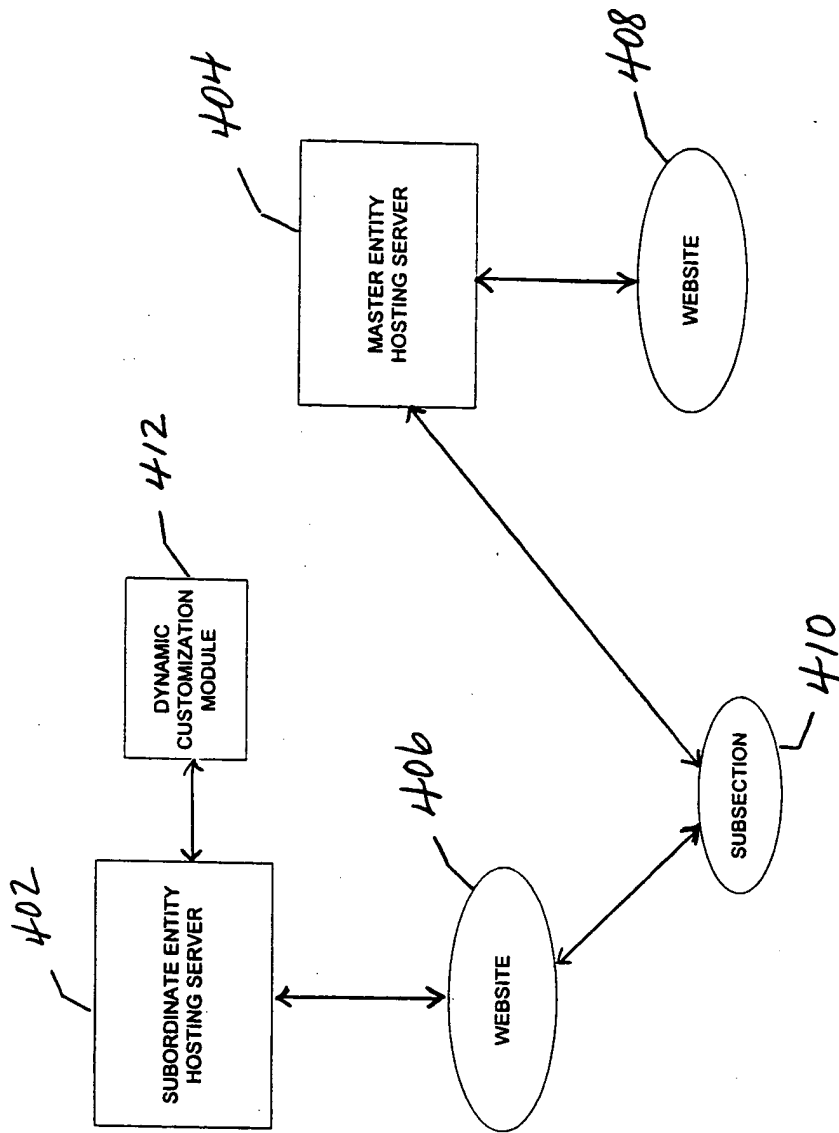 402
SUBORDINATE ENTITY
HOSTING SERVER
DYNAMIC
CUSTOMIZATION
MODULE
412
MASTER ENTITY
HOSTING SERVER
404
WEBSITE
406
SUBSECTION
410
WEBSITE
408